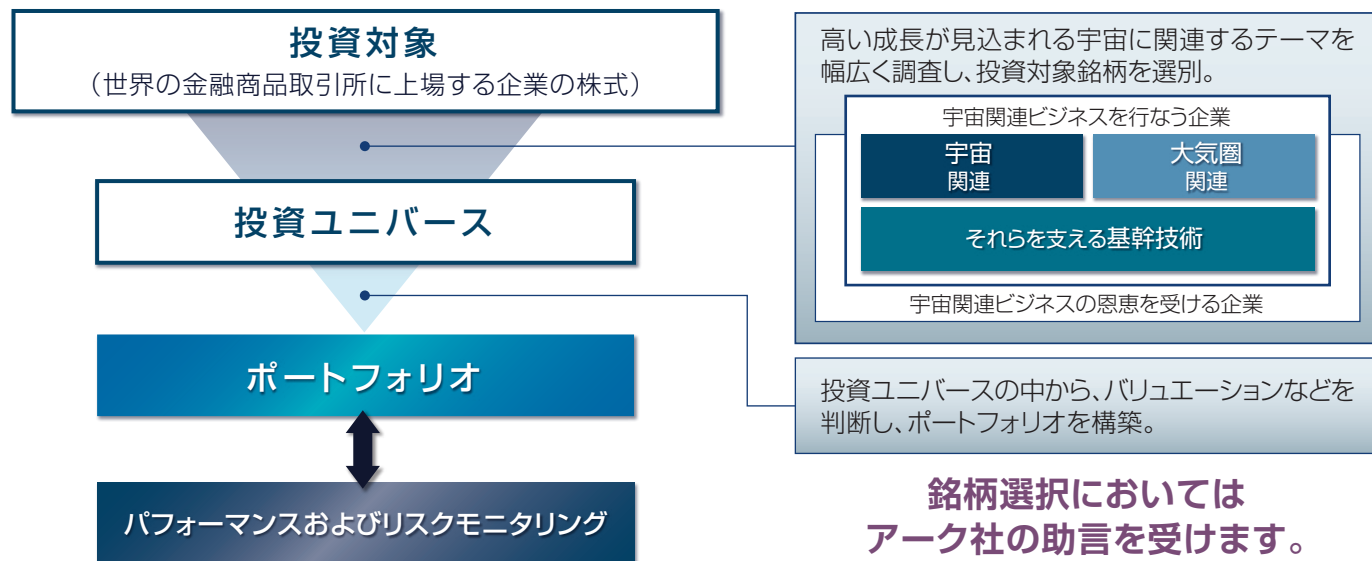 投資対象
（世界の金融商品取引所に上場する企業の株式）
投資ユニバース
ポートフォリオ
パフォーマンスおよびリスクモニタリング
高い成長が見込まれる宇宙に関連するテーマを
幅広く調査し、投資対象銘柄を選別。
宇宙関連ビジネスを行なう企業
宇宙
関連
大気圏
関連
それらを支える基幹技術
宇宙関連ビジネスの恩恵を受ける企業
投資ユニバースの中から、バリュエーションなどを
判断し、ポートフォリオを構築。
銘柄選択においては
アーク社の助言を受けます。